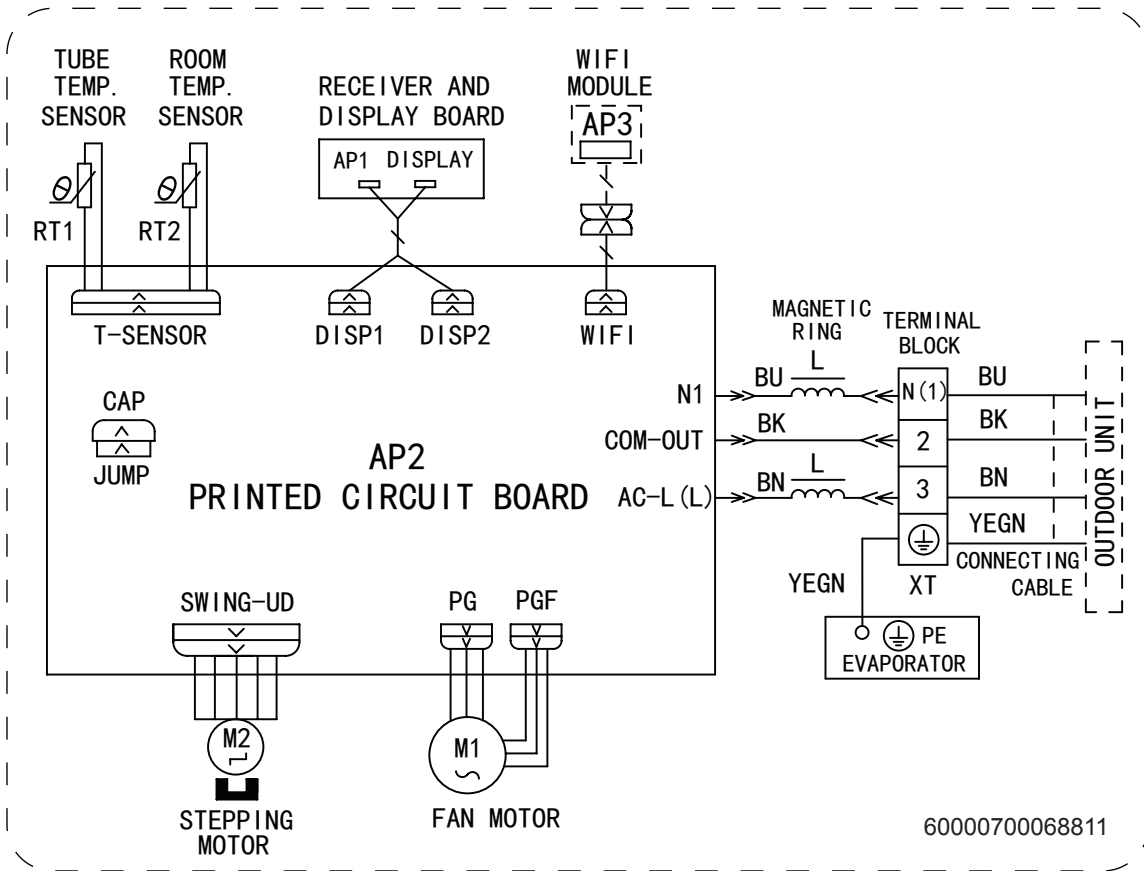 TUBE
TEMP.
SENSOR
ROOM
TEMP.
SENSOR
RECEIVER AND
DISPLAY BOARD
WIFI
MODULE
AP3
AP1 DISPLAY
RT1
RT2
T-SENSOR
DISP1
DISP2
WIFI
MAGNETIC
RING
TERMINAL
BLOCK
CAP
JUMP
AP2
PRINTED CIRCUIT BOARD
N1
BU
L
N(1)
BU
COM-OUT
BK
2
BK
AC-L(L)
BN
L
3
BN
YEGN
OUTDOOR UNIT
YEGN
XT
CONNECTING
CABLE
PE
EVAPORATOR
SWING-UD
PG
PGF
M2
M1
STEPPING
MOTOR
FAN MOTOR
60000700068811